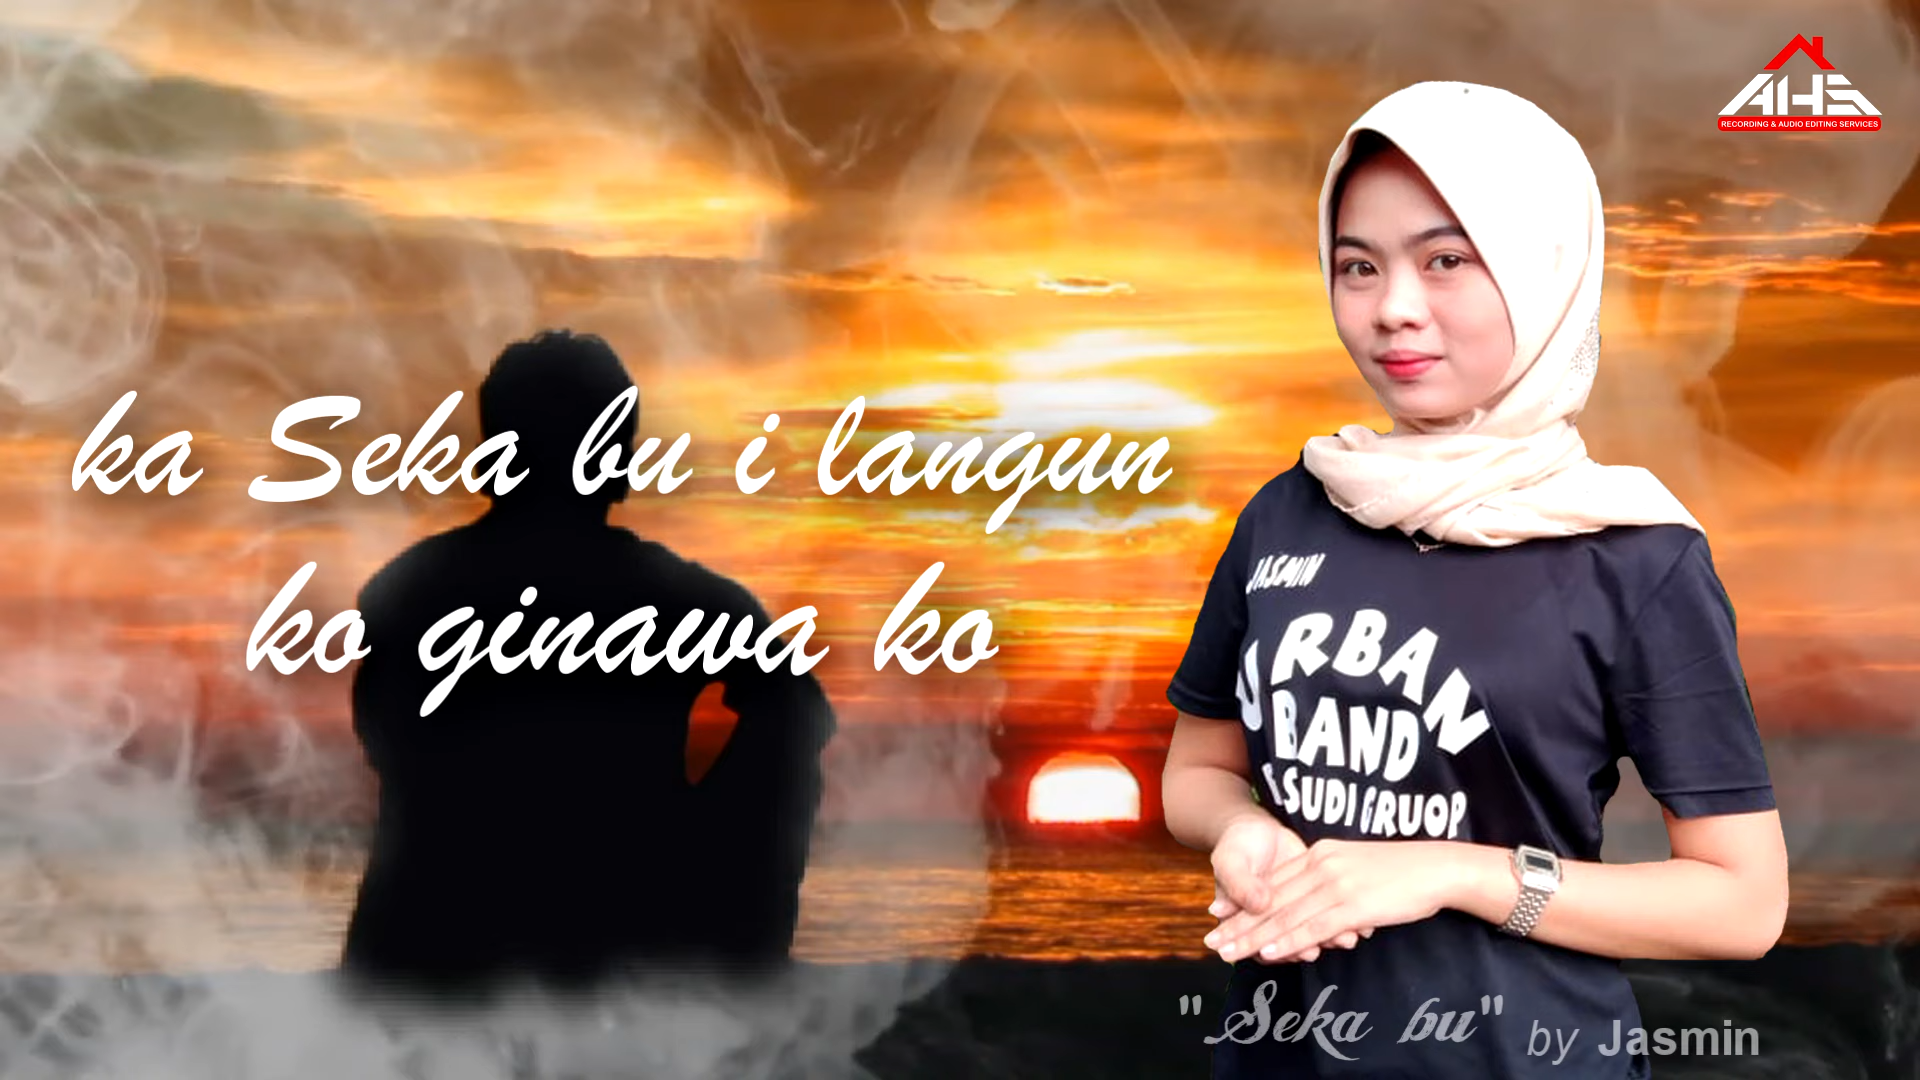 AHS
RECORDING & AUDIO EDITING SERVICES
ka Seka bu i langun
ko ginawa ko
JASMIN
URBAN
BAND
SUDI GRUOP
"Seka bu" by Jasmin